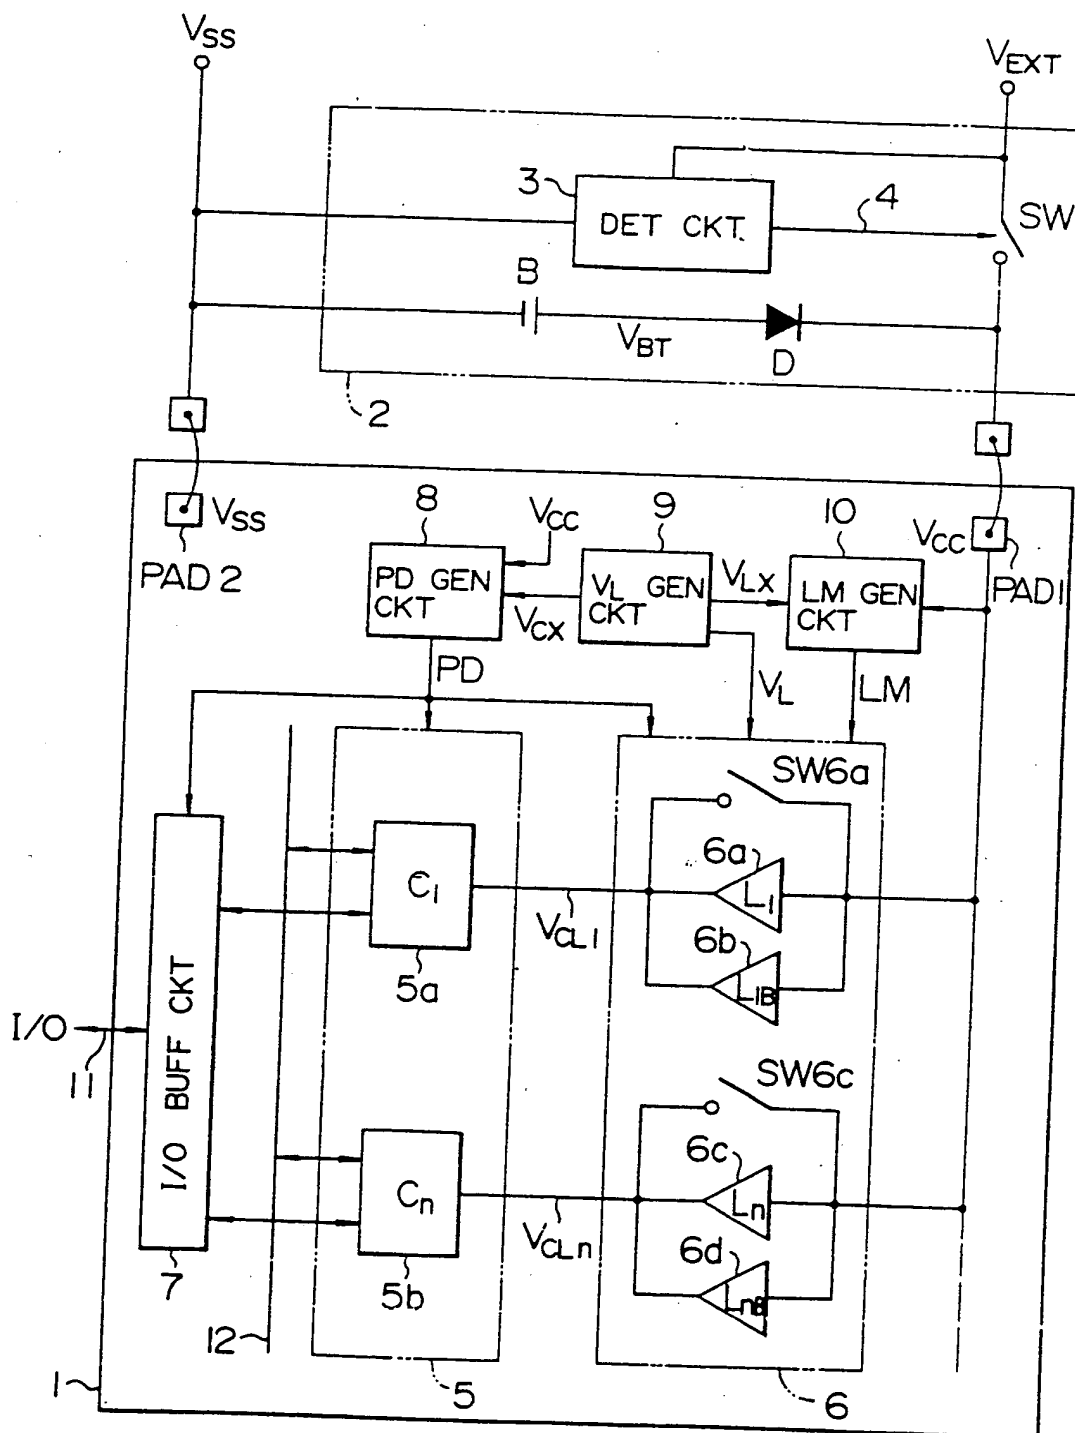 VSS
VEXT
3
DET CKT.
4
SW
B
VBT
D
2
8
9
10
VSS
VCC
VCC
PAD2
PD GEN
CKT
VCX
VL GEN
CKT
VLX
LM GEN
CKT
PAD1
PD
VL
LM
SW6a
6a
C1
L1
VCL1
6b
5a
L1B
I/O
11
I/O BUFF CKT
SW6c
6c
Cn
Ln
VCLn
6d
5b
LnB
7
12
1
5
6